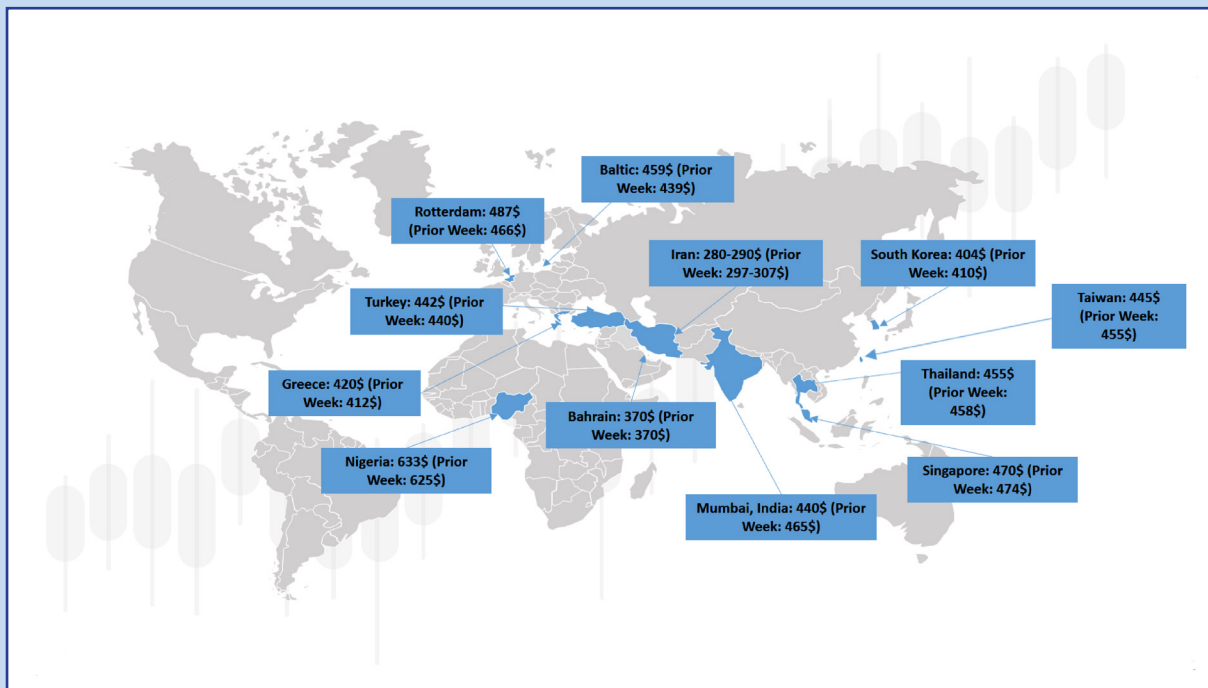 Baltic: 459$ (Prior
Week: 439$)
Rotterdam: 487$
(Prior Week: 466$)
Iran: 280-290$ (Prior
Week: 297-307$)
South Korea: 404$ (Prior
Week: 410$)
Taiwan: 445$
(Prior Week:
455$)
Turkey: 442$ (Prior
Week: 440$)
Thailand: 455$
(Prior Week:
458$)
Greece: 420$ (Prior
Week: 412$)
Bahrain: 370$ (Prior
Week: 370$)
Nigeria: 633$ (Prior
Week: 625$)
Singapore: 470$ (Prior
Week: 474$)
Mumbai, India: 440$ (Prior
Week: 465$)